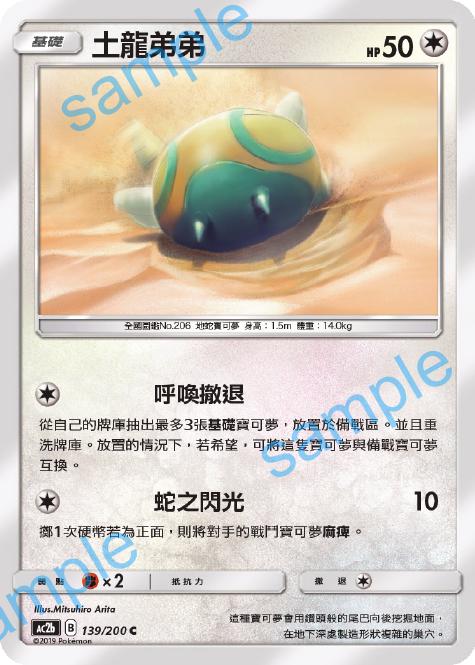 基礎 土龍弟弟 HP 50
sample
全國圖鑑No.206 地蛇寶可夢 身高：1.5m 體重：14.0kg
呼喚撤退
從自己的牌庫抽出最多3張基礎寶可夢，放置於備戰區。並且重
洗牌庫。放置的情況下，若希望，可將這隻寶可夢與備戰寶可夢
互換。
sample
蛇之閃光 10
擲1次硬幣若為正面，則將對手的戰鬥寶可夢麻痺。
弱點 ×2 抵抗力 撤退
sample
Illus.Mitsuhiro Arita
AC2b B 139/200 C
©2019 Pokémon
這種寶可夢會用鑽頭般的尾巴向後挖掘地面，
在地下深處製造形狀複雜的巢穴。